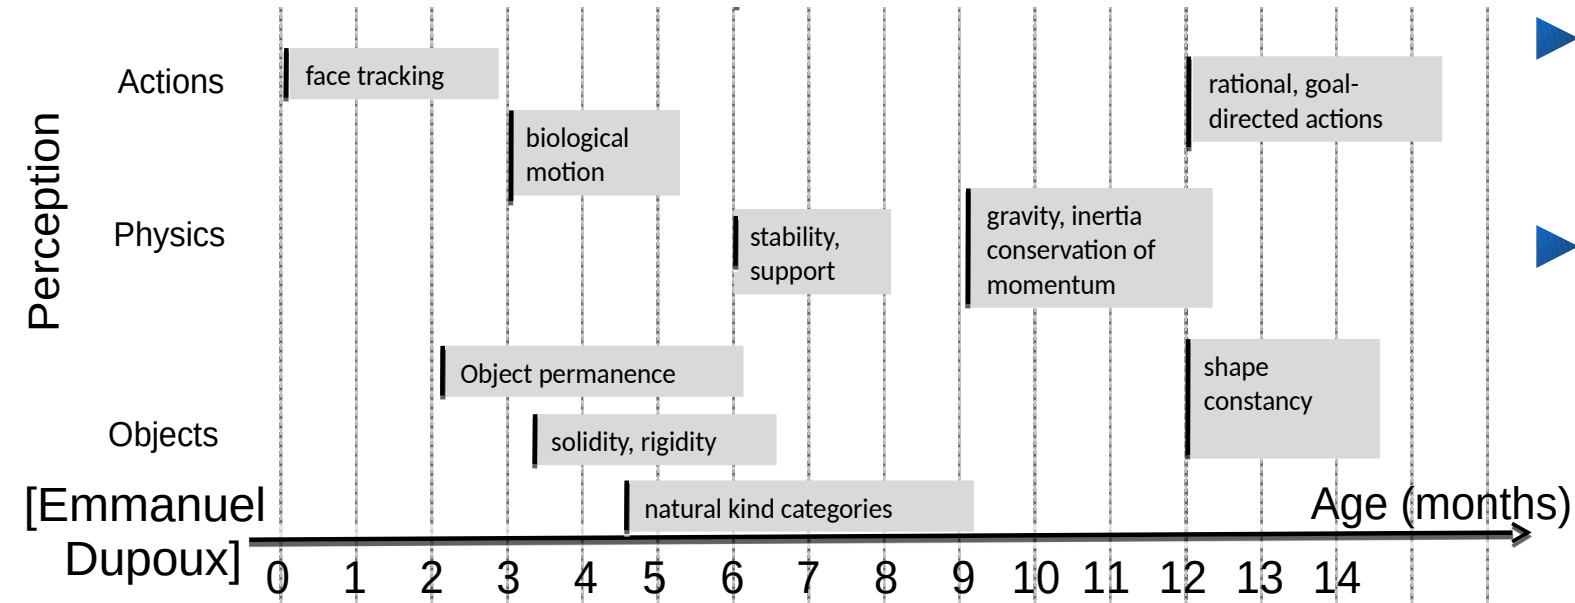 Perception
Actions
face tracking
biological
motion
rational, goal-
directed actions
Physics
stability,
support
gravity, inertia
conservation of
momentum
Objects
Object permanence
solidity, rigidity
natural kind categories
shape
constancy
[Emmanuel
Dupoux]
Age (months)
0 1 2 3 4 5 6 7 8 9 10 11 12 13 14